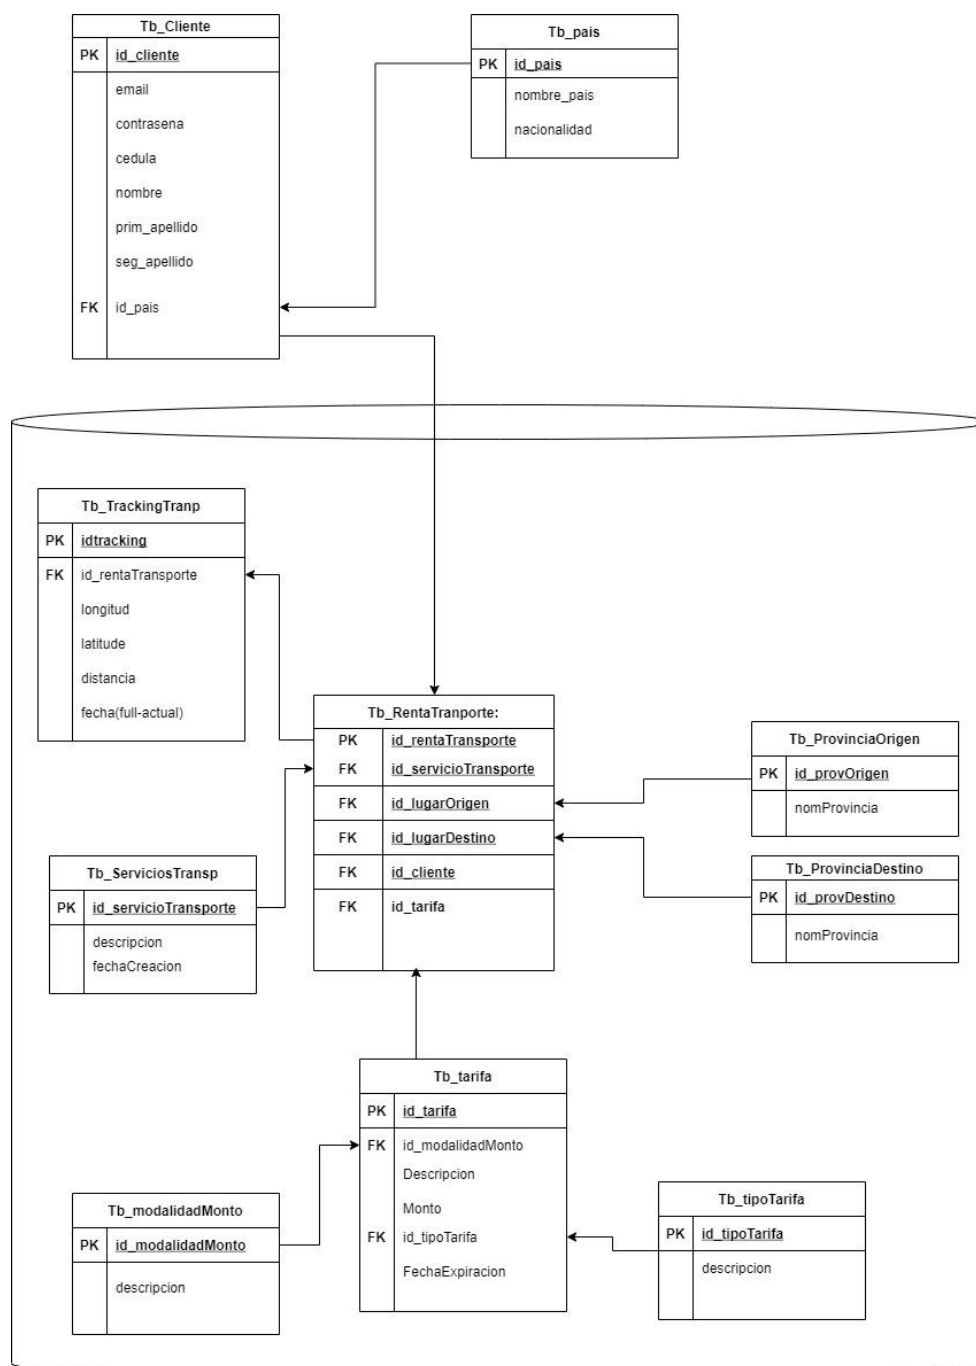 Tb_Cliente
PK id_cliente
email
contrasena
cedula
nombre
prim_apellido
seg_apellido
FK id_pais
Tb_pais
PK id_pais
nombre_pais
nacionalidad
Tb_TrackingTranp
PK idtracking
FK id_rentaTransporte
longitud
latitude
distancia
fecha(full-actual)
Tb_RentaTranporte:
PK id_rentaTransporte
FK id_servicioTransporte
FK id_lugarOrigen
FK id_lugarDestino
FK id_cliente
FK id_tarifa
Tb_ProvinciaOrigen
PK id_provOrigen
nomProvincia
Tb_ProvinciaDestino
PK id_provDestino
nomProvincia
Tb_ServiciosTransp
PK id_servicioTransporte
descripcion
fechaCreacion
Tb_tarifa
PK id_tarifa
FK id_modalidadMonto
Descripcion
Monto
FK id_tipoTarifa
FechaExpiracion
Tb_modalidadMonto
PK id_modalidadMonto
descripcion
Tb_tipoTarifa
PK id_tipoTarifa
descripcion